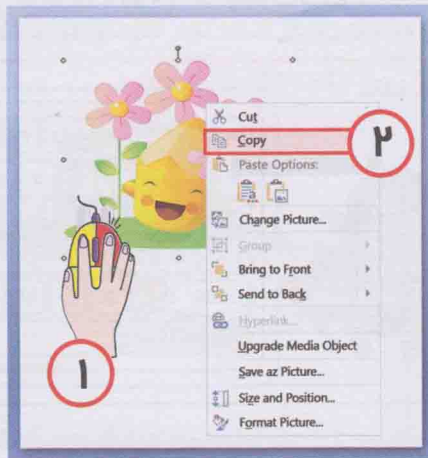 Cut
Copy
۲
Paste Options:
Change Picture...
Group
Bring to Front
Send to Back
Hyperlink...
Upgrade Media Object
Save az Picture...
Size and Position...
Format Picture...
۱